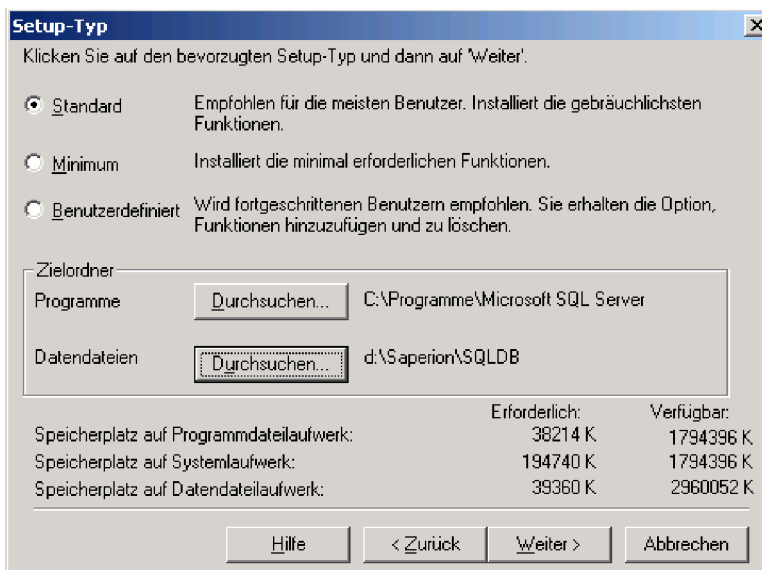 Setup-Typ
Klicken Sie auf den bevorzugten Setup-Typ und dann auf 'Weiter'.
Standard Empfohlen für die meisten Benutzer. Installiert die gebräuchlichsten
Funktionen.
Minimum Installiert die minimal erforderlichen Funktionen.
Benutzerdefiniert Wird fortgeschrittenen Benutzern empfohlen. Sie erhalten die Option,
Funktionen hinzuzufügen und zu löschen.
Zielordner
Programme Durchsuchen... C:\Programme\Microsoft SQL Server
Datendateien Durchsuchen... d:\Saperion\SQLDB
Erforderlich: Verfügbar:
Speicherplatz auf Programmdateilaufwerk: 38214 K 1794396 K
Speicherplatz auf Systemlaufwerk: 194740 K 1794396 K
Speicherplatz auf Datendateilaufwerk: 39360 K 2960052 K
Hilfe < Zurück Weiter > Abbrechen